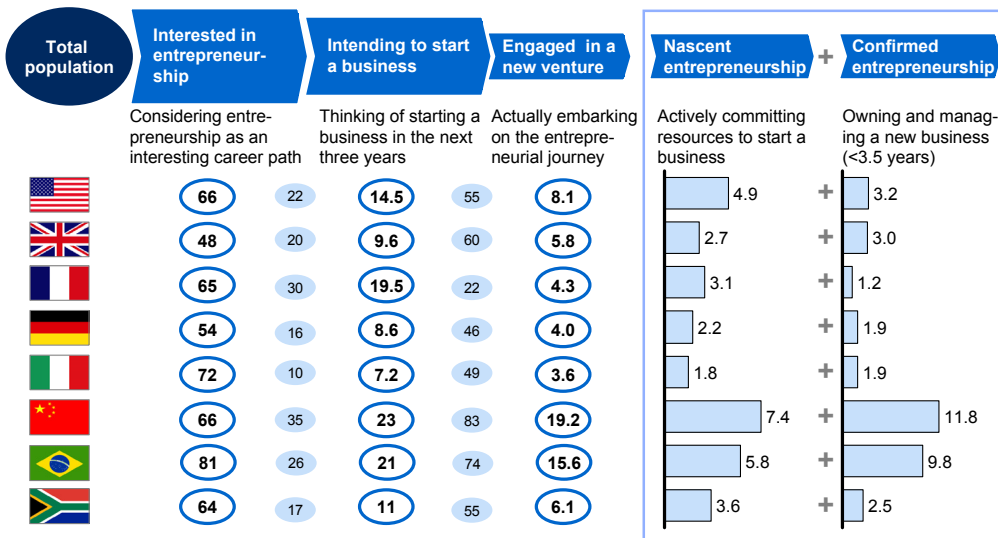 Total
population
Interested in
entrepreneur-
ship
Intending to start
a business
Engaged in a
new venture
Nascent
entrepreneurship
+
Confirmed
entrepreneurship
Considering entre-
preneurship as an
interesting career path
Thinking of starting a
business in the next
three years
Actually embarking
on the entrepre-
neurial journey
Actively committing
resources to start a
business
Owning and manag-
ing a new business
(<3.5 years)
66 22 14.5 55 8.1 4.9 + 3.2
48 20 9.6 60 5.8 2.7 + 3.0
65 30 19.5 22 4.3 3.1 + 1.2
54 16 8.6 46 4.0 2.2 + 1.9
72 10 7.2 49 3.6 1.8 + 1.9
66 35 23 83 19.2 7.4 + 11.8
81 26 21 74 15.6 5.8 + 9.8
64 17 11 55 6.1 3.6 + 2.5